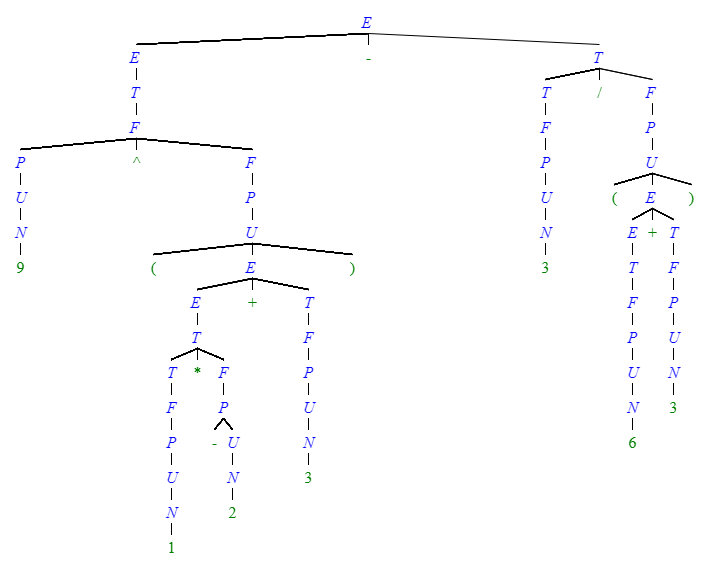 E
E - T
T T / F
F F P
P ^ F P U
U P U ( E )
N U N E + T
9 ( E ) 3 T F
E + T F P
T F P U
T * F P U N
F P U N 3
P - U N 6
U N 3
N 2
1